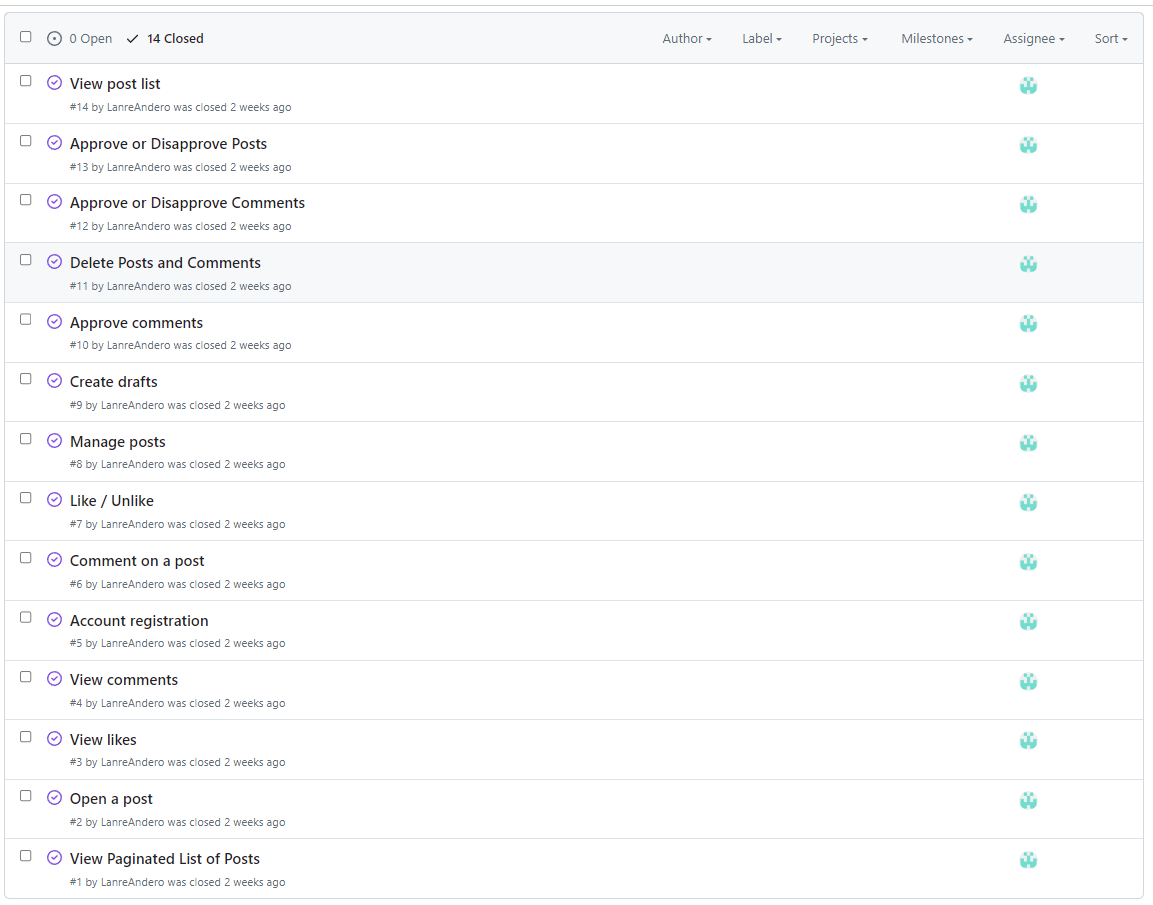 0 Open 14 Closed Author Label Projects Milestones Assignee Sort
View post list
#14 by LanreAndero was closed 2 weeks ago
Approve or Disapprove Posts
#13 by LanreAndero was closed 2 weeks ago
Approve or Disapprove Comments
#12 by LanreAndero was closed 2 weeks ago
Delete Posts and Comments
#11 by LanreAndero was closed 2 weeks ago
Approve comments
#10 by LanreAndero was closed 2 weeks ago
Create drafts
#9 by LanreAndero was closed 2 weeks ago
Manage posts
#8 by LanreAndero was closed 2 weeks ago
Like / Unlike
#7 by LanreAndero was closed 2 weeks ago
Comment on a post
#6 by LanreAndero was closed 2 weeks ago
Account registration
#5 by LanreAndero was closed 2 weeks ago
View comments
#4 by LanreAndero was closed 2 weeks ago
View likes
#3 by LanreAndero was closed 2 weeks ago
Open a post
#2 by LanreAndero was closed 2 weeks ago
View Paginated List of Posts
#1 by LanreAndero was closed 2 weeks ago